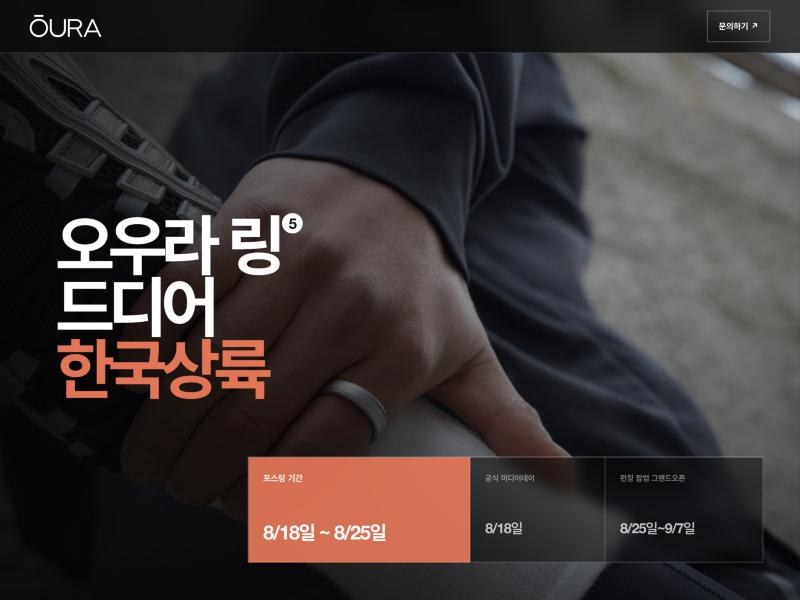 ŌURA
문의하기 ↗
오우라 링 5
드디어
한국상륙
포스팅 기간
8/18일 ~ 8/25일
공식 미디어데이
8/18일
런칭 팝업 그랜드오픈
8/25일~9/7일